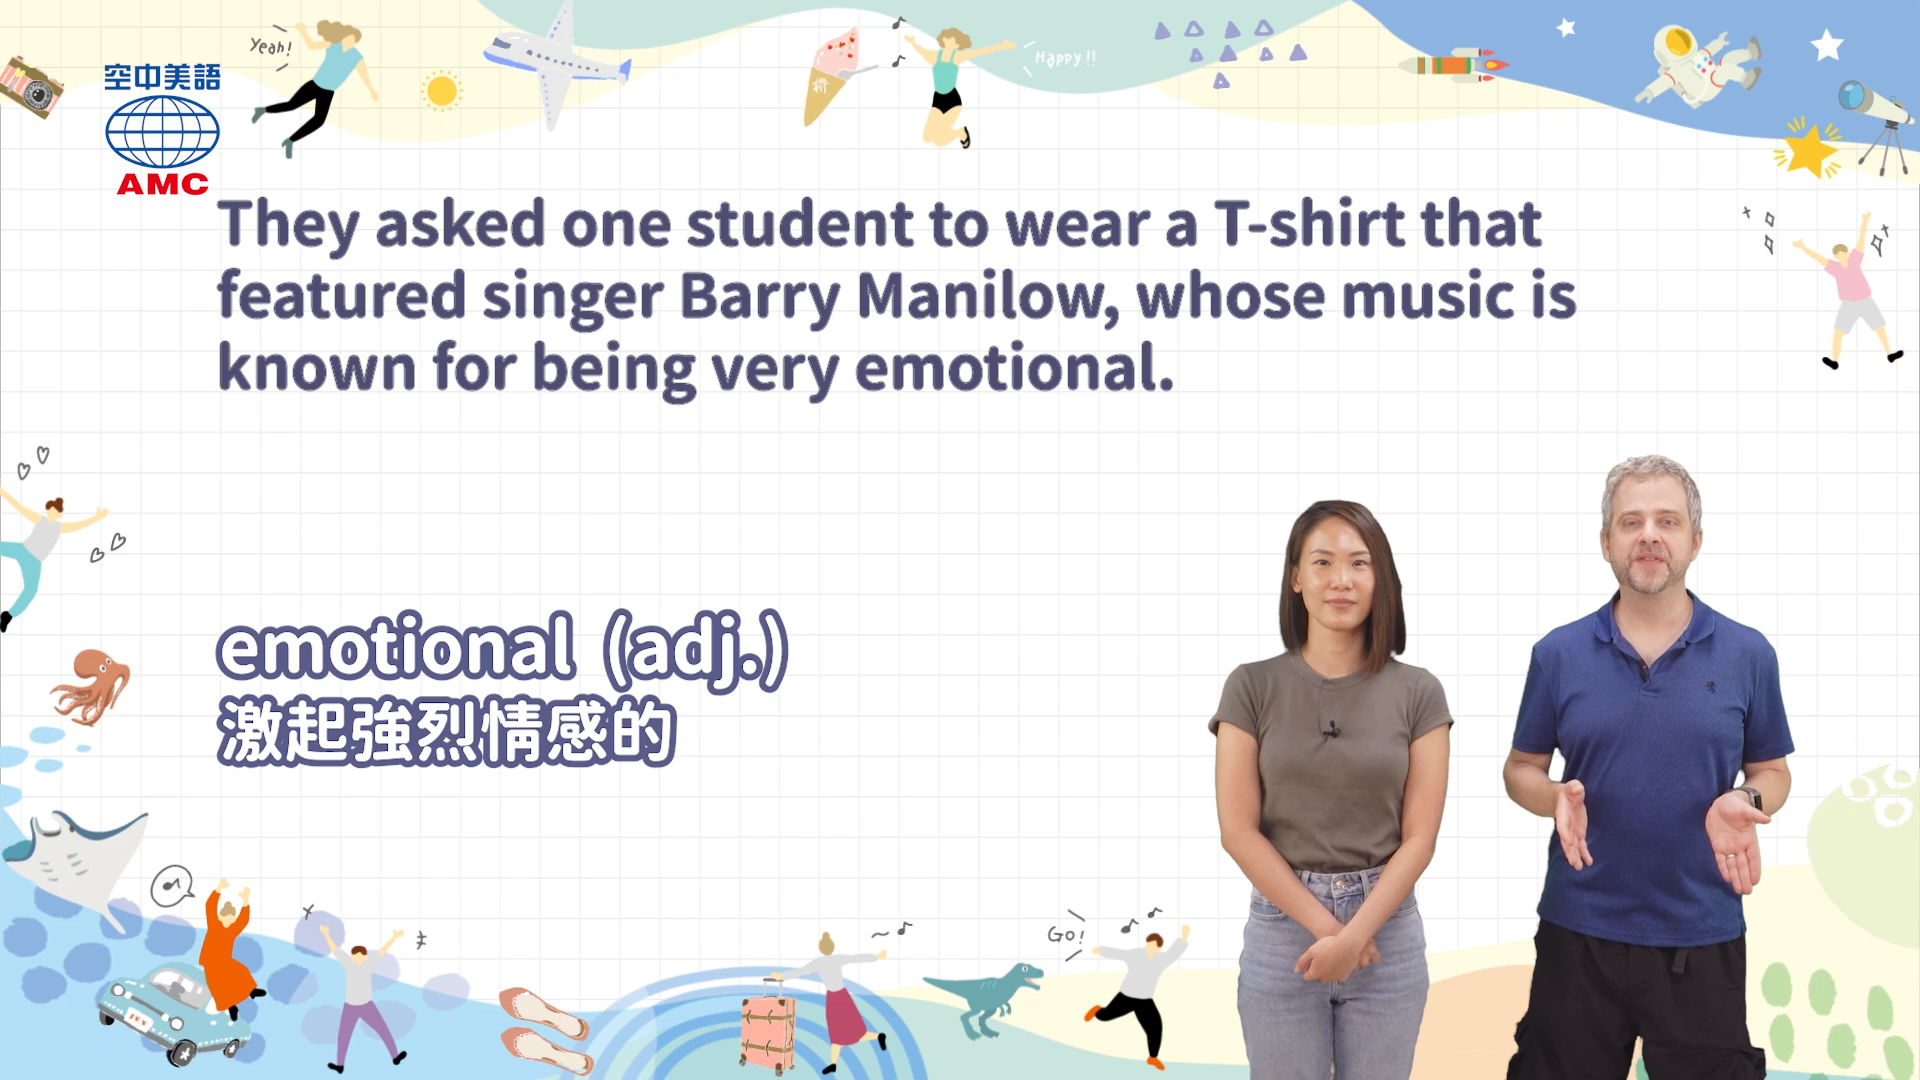 Yeah!
Happy!!
空中美語
AMC
They asked one student to wear a T-shirt that
featured singer Barry Manilow, whose music is
known for being very emotional.
emotional (adj.)
激起強烈情感的
Go!